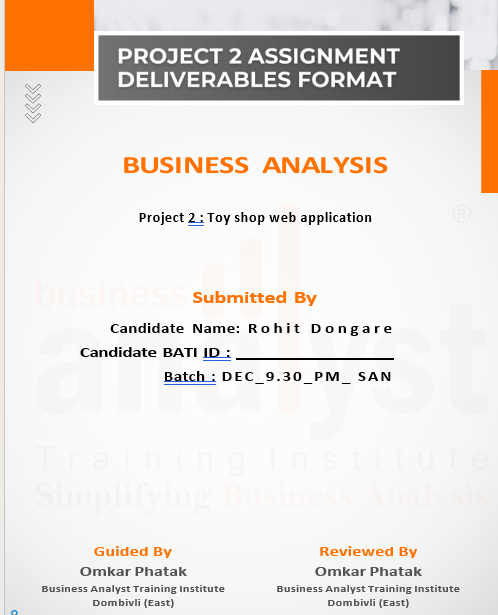 PROJECT 2 ASSIGNMENT
DELIVERABLES FORMAT
BUSINESS ANALYSIS
Project 2 : Toy shop web application
®
business
analyst
Training Institute
Simplifying Business Analysis
Submitted By
Candidate Name: Rohit Dongare
Candidate BATI ID :
Batch : DEC_9.30_PM_ SAN
Guided By
Omkar Phatak
Business Analyst Training Institute
Dombivli (East)
Reviewed By
Omkar Phatak
Business Analyst Training Institute
Dombivli (East)